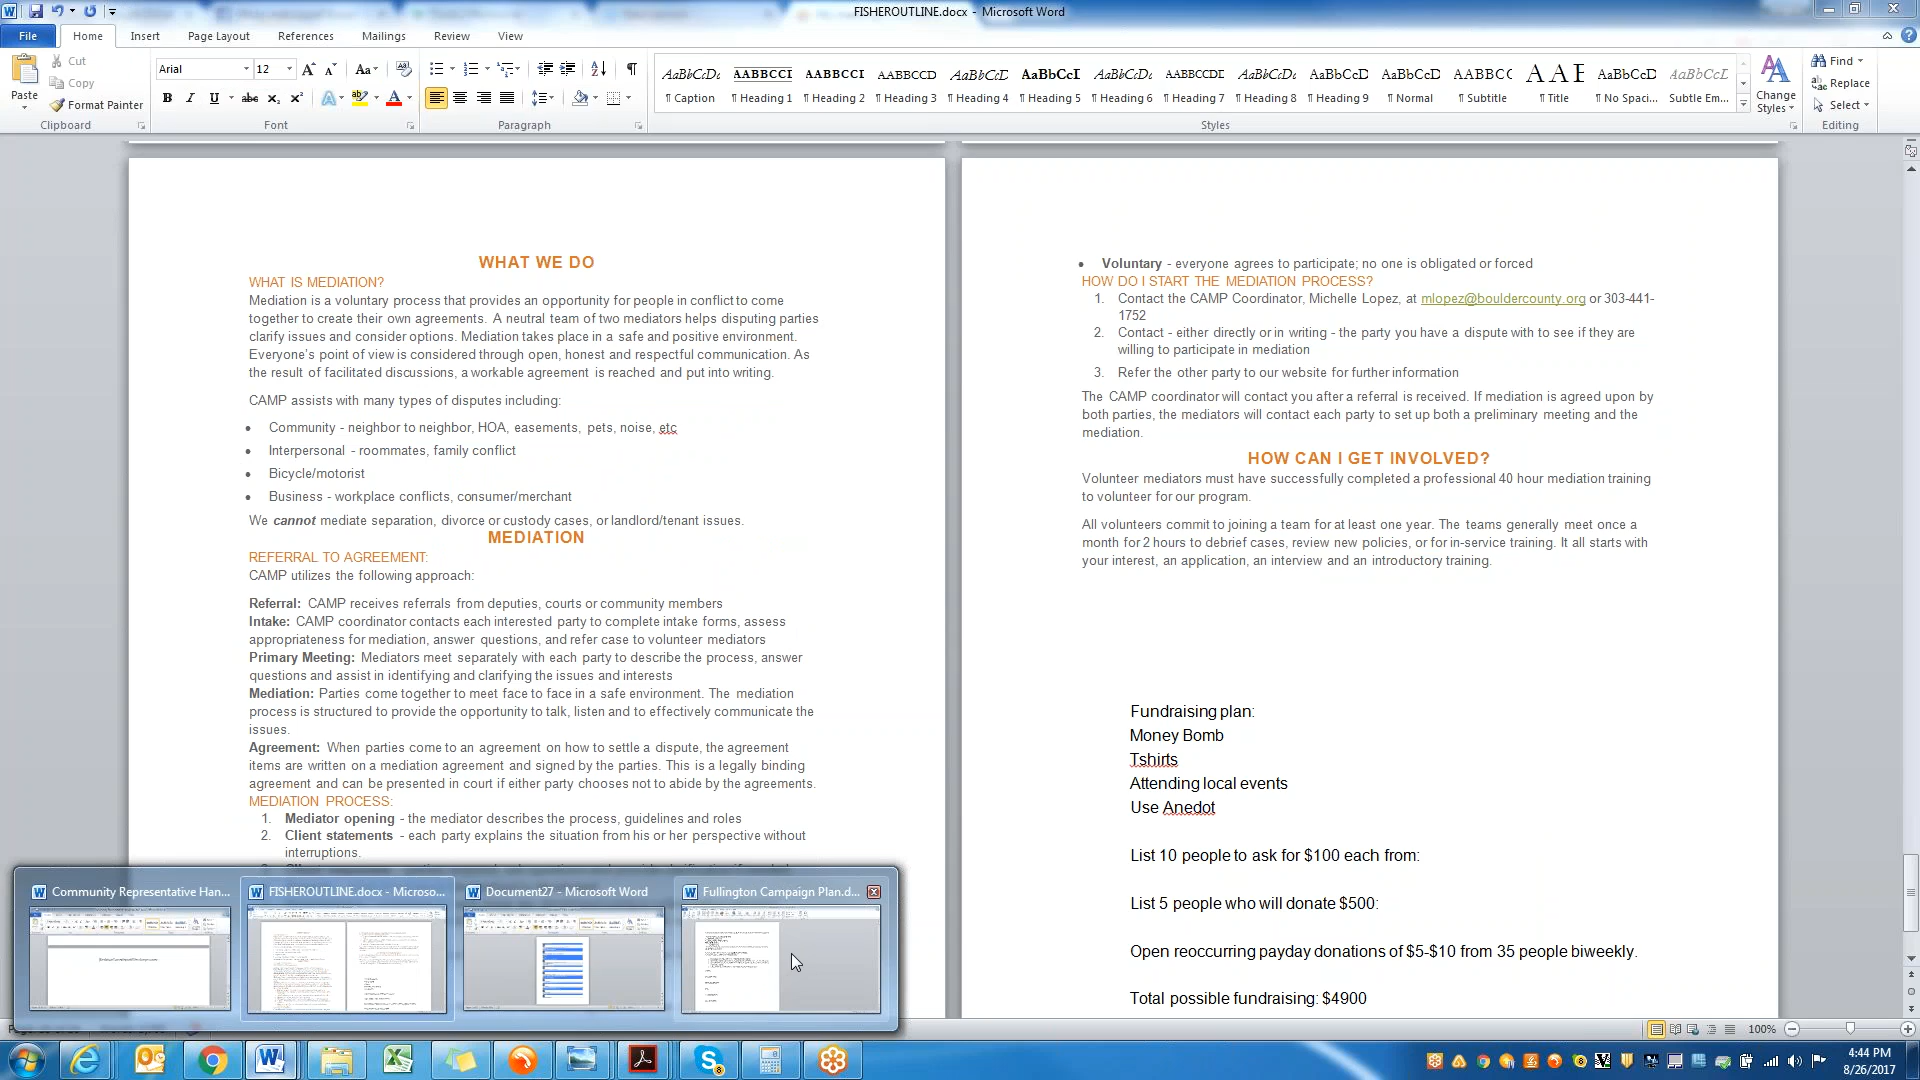 FISHEROUTLINE.docx - Microsoft Word
File Home Insert Page Layout References Mailings Review View
Paste
Cut
Copy
Format Painter
Clipboard
Arial 12
Font
Paragraph
AaBbCcDc AABBCCI AABBCCI AABBCCD AaBbCcD AaBbCcI AaBbCcDc AABBCCDE AaBbCcDc AaBbCcD AaBbCcD AABBCC AAE AaBbCcD AaBbCcD
¶ Caption ¶ Heading 1 ¶ Heading 2 ¶ Heading 3 ¶ Heading 4 ¶ Heading 5 ¶ Heading 6 ¶ Heading 7 ¶ Heading 8 ¶ Heading 9 ¶ Normal ¶ Subtitle ¶ Title ¶ No Spaci... Subtle Em...
Styles
Change Styles
Find
Replace
Select
Editing
WHAT WE DO
WHAT IS MEDIATION?
Mediation is a voluntary process that provides an opportunity for people in conflict to come
together to create their own agreements. A neutral team of two mediators helps disputing parties
clarify issues and consider options. Mediation takes place in a safe and positive environment.
Everyone's point of view is considered through open, honest and respectful communication. As
the result of facilitated discussions, a workable agreement is reached and put into writing.
CAMP assists with many types of disputes including:
• Community - neighbor to neighbor, HOA, easements, pets, noise, etc
• Interpersonal - roommates, family conflict
• Bicycle/motorist
• Business - workplace conflicts, consumer/merchant
We cannot mediate separation, divorce or custody cases, or landlord/tenant issues.
MEDIATION
REFERRAL TO AGREEMENT:
CAMP utilizes the following approach:
Referral: CAMP receives referrals from deputies, courts or community members
Intake: CAMP coordinator contacts each interested party to complete intake forms, assess
appropriateness for mediation, answer questions, and refer case to volunteer mediators
Primary Meeting: Mediators meet separately with each party to describe the process, answer
questions and assist in identifying and clarifying the issues and interests
Mediation: Parties come together to meet face to face in a safe environment. The mediation
process is structured to provide the opportunity to talk, listen and to effectively communicate the
issues.
Agreement: When parties come to an agreement on how to settle a dispute, the agreement
items are written on a mediation agreement and signed by the parties. This is a legally binding
agreement and can be presented in court if either party chooses not to abide by the agreements.
MEDIATION PROCESS:
1. Mediator opening - the mediator describes the process, guidelines and roles
2. Client statements - each party explains the situation from his or her perspective without
interruptions.
• Voluntary - everyone agrees to participate; no one is obligated or forced
HOW DO I START THE MEDIATION PROCESS?
1. Contact the CAMP Coordinator, Michelle Lopez, at mlopez@bouldercounty.org or 303-441-
1752
2. Contact - either directly or in writing - the party you have a dispute with to see if they are
willing to participate in mediation
3. Refer the other party to our website for further information
The CAMP coordinator will contact you after a referral is received. If mediation is agreed upon by
both parties, the mediators will contact each party to set up both a preliminary meeting and the
mediation.
HOW CAN I GET INVOLVED?
Volunteer mediators must have successfully completed a professional 40 hour mediation training
to volunteer for our program.
All volunteers commit to joining a team for at least one year. The teams generally meet once a
month for 2 hours to debrief cases, review new policies, or for in-service training. It all starts with
your interest, an application, an interview and an introductory training.
Fundraising plan:
Money Bomb
Tshirts
Attending local events
Use Anedot
List 10 people to ask for $100 each from:
List 5 people who will donate $500:
Open reoccurring payday donations of $5-$10 from 35 people biweekly.
Total possible fundraising: $4900
Community Representative Han... FISHEROUTLINE.docx - Microso... Document27 - Microsoft Word Fullington Campaign Plan.d...
100%
4:44 PM
8/26/2017